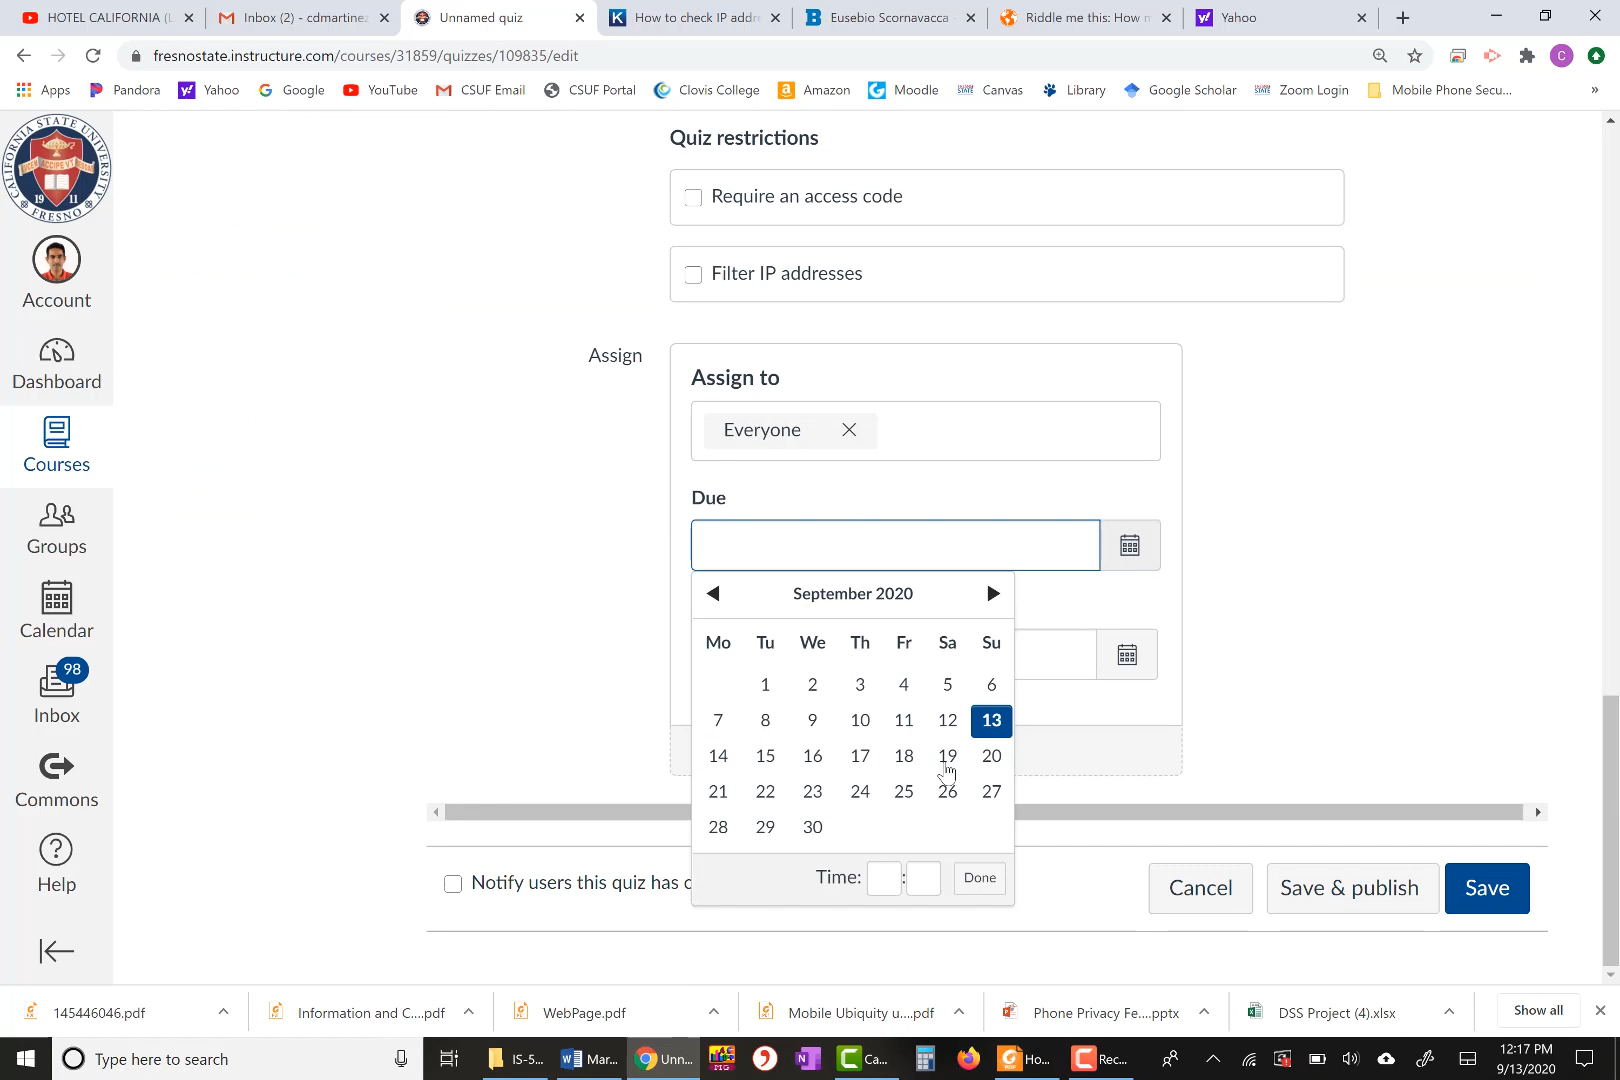 HOTEL CALIFORNIA (L
Inbox (2) - cdmartinez
Unnamed quiz
How to check IP addr
Eusebio Scornavacca
Riddle me this: How m
Yahoo
fresnostate.instructure.com/courses/31859/quizzes/109835/edit
C
Apps
Pandora
Yahoo
Google
YouTube
CSUF Email
CSUF Portal
Clovis College
Amazon
Moodle
Canvas
Library
Google Scholar
Zoom Login
Mobile Phone Secu...
»
CALIFORNIA STATE UNIVERSITY
19 11
FRESNO
Account
Dashboard
Courses
Groups
Calendar
98
Inbox
Commons
Help
Quiz restrictions
Require an access code
Filter IP addresses
Assign
Assign to
Everyone
Due
September 2020
Mo Tu We Th Fr Sa Su
1 2 3 4 5 6
7 8 9 10 11 12 13
14 15 16 17 18 19 20
21 22 23 24 25 26 27
28 29 30
Time: : Done
Notify users this quiz has c
Cancel
Save & publish
Save
145446046.pdf
Information and C....pdf
WebPage.pdf
Mobile Ubiquity u....pdf
Phone Privacy Fe....pptx
DSS Project (4).xlsx
Show all
Type here to search
IS-5...
Mar...
Unn...
Ca...
Ho...
Rec...
12:17 PM
9/13/2020